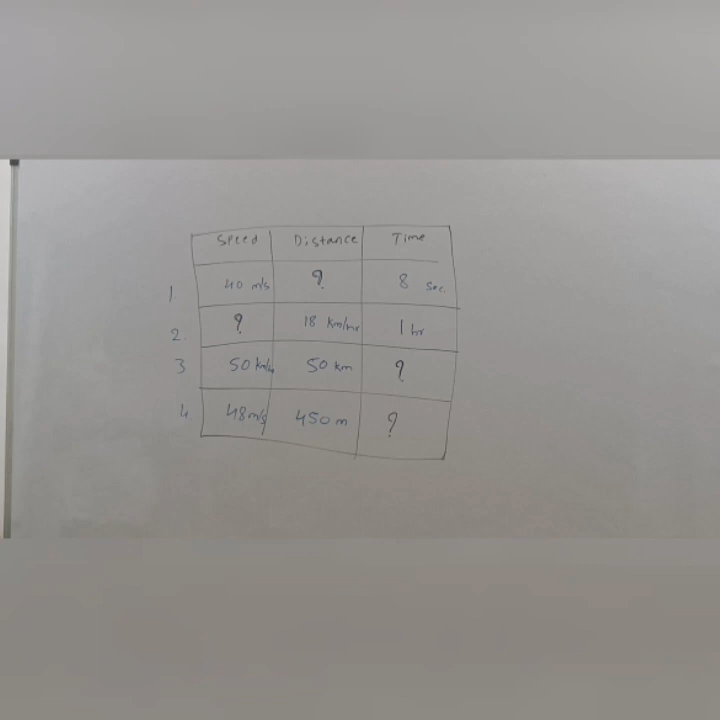 Speed Distance Time
1 40 m/s ? 8 Sec.
2. ? 18 Km/hr 1 hr
3 50 km/h 50 km ?
4. 48 m/s 450 m ?